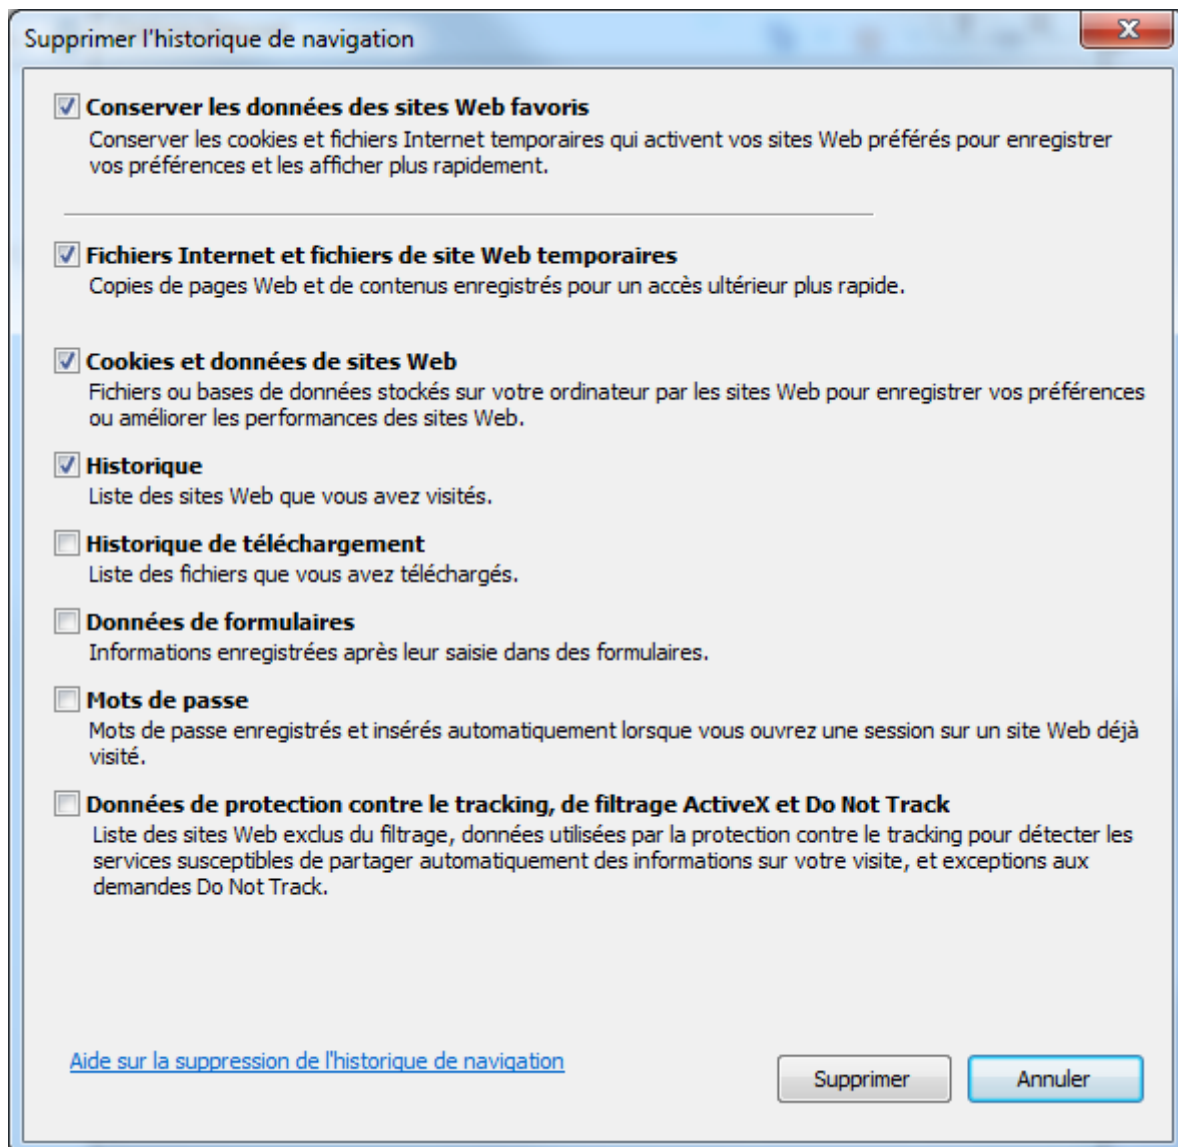 Supprimer l'historique de navigation
Conserver les données des sites Web favoris
Conserver les cookies et fichiers Internet temporaires qui activent vos sites Web préférés pour enregistrer
vos préférences et les afficher plus rapidement.
Fichiers Internet et fichiers de site Web temporaires
Copies de pages Web et de contenus enregistrés pour un accès ultérieur plus rapide.
Cookies et données de sites Web
Fichiers ou bases de données stockés sur votre ordinateur par les sites Web pour enregistrer vos préférences
ou améliorer les performances des sites Web.
Historique
Liste des sites Web que vous avez visités.
Historique de téléchargement
Liste des fichiers que vous avez téléchargés.
Données de formulaires
Informations enregistrées après leur saisie dans des formulaires.
Mots de passe
Mots de passe enregistrés et insérés automatiquement lorsque vous ouvrez une session sur un site Web déjà
visité.
Données de protection contre le tracking, de filtrage ActiveX et Do Not Track
Liste des sites Web exclus du filtrage, données utilisées par la protection contre le tracking pour détecter les
services susceptibles de partager automatiquement des informations sur votre visite, et exceptions aux
demandes Do Not Track.
Aide sur la suppression de l'historique de navigation
Supprimer
Annuler